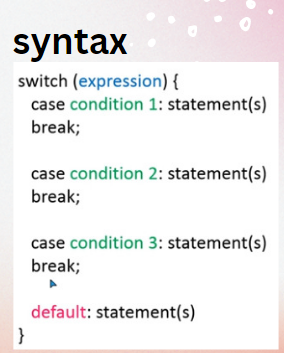 syntax
switch (expression) {
case condition 1: statement(s)
break;
case condition 2: statement(s)
break;
case condition 3: statement(s)
break;
default: statement(s)
}